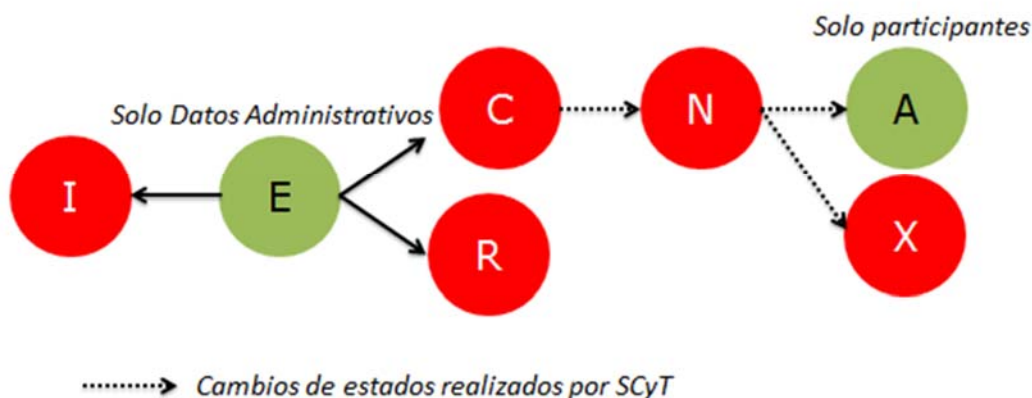 Solo participantes
Solo Datos Administrativos
C
N
A
I
E
R
X
Cambios de estados realizados por SCyT